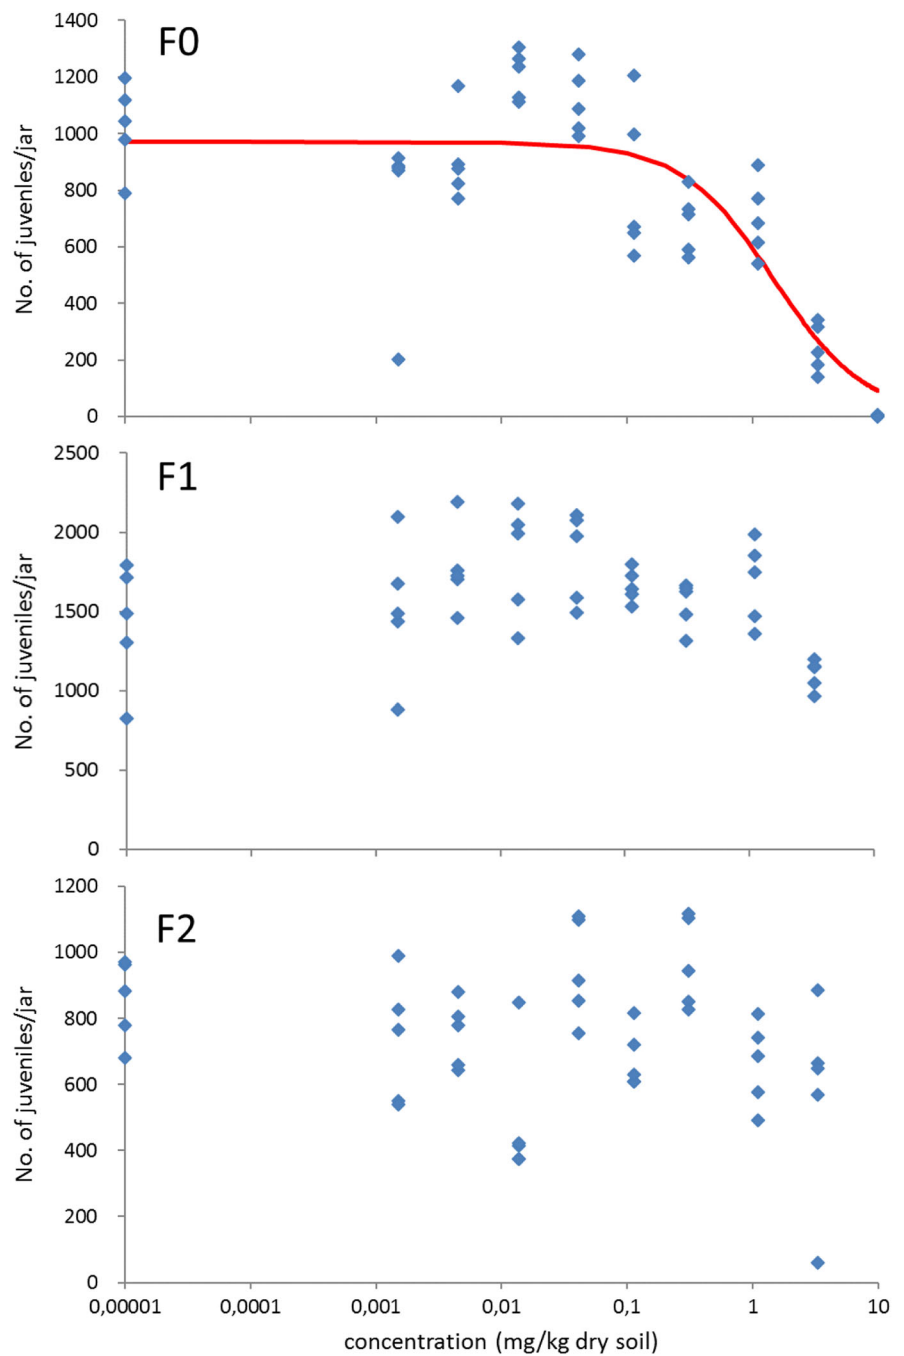 F0
No. of juvenles/jar
1400
1200
1000
800
600
400
200
0
F1
No. of juveniles/jar
2500
2000
1500
1000
500
0
F2
No. of juveniles/jar
1200
1000
800
600
400
200
0
0,00001 0,0001 0,001 0,01 0,1 1 10
concentration (mg/kg dry soil)